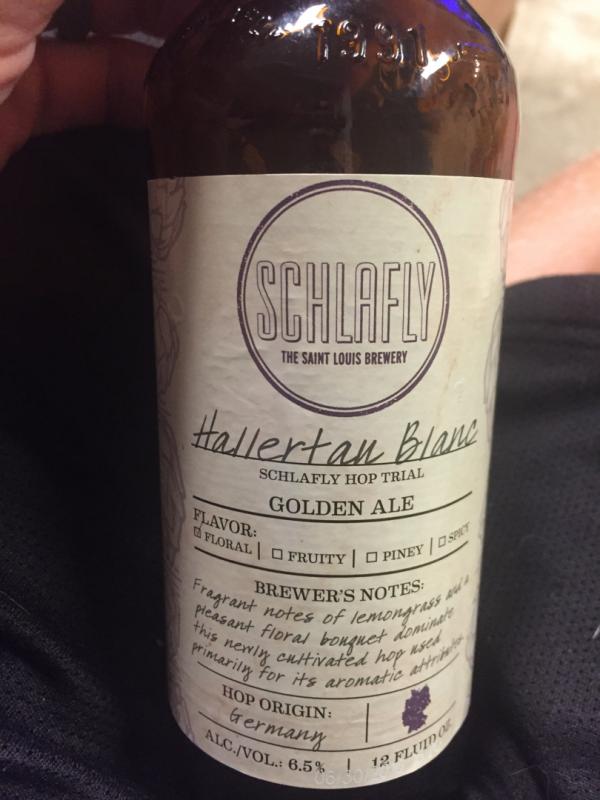 1991
SCHLAFLY
THE SAINT LOUIS BREWERY
Hallertau Blanc
SCHLAFLY HOP TRIAL
GOLDEN ALE
FLAVOR:
☑ FLORAL | ☐ FRUITY | ☐ PINEY | ☐ SPICE
BREWER'S NOTES:
Fragrant notes of lemongrass and a
pleasant floral bouquet dominate
this newly cultivated hop used
primarily for its aromatic attributes
HOP ORIGIN:
Germany
ALC./VOL.: 6.5% | 12 FLUID OZ.